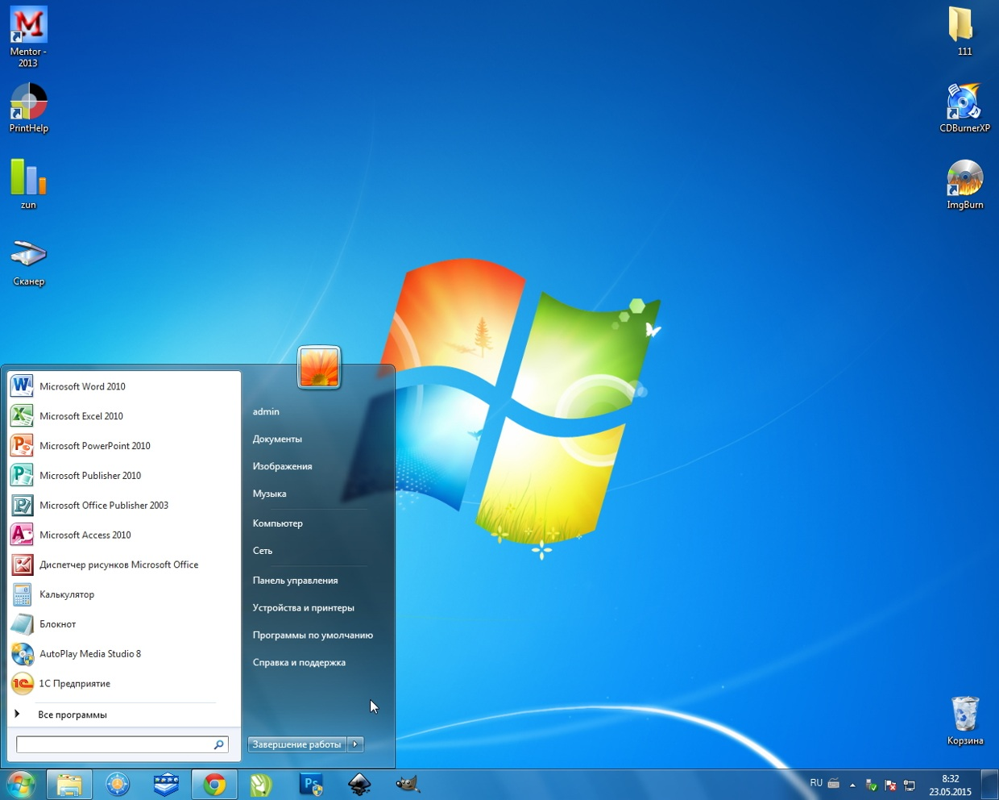 Mentor -
2013
PrintHelp
zun
Сканер
111
CDBurnerXP
ImgBurn
Корзина
Microsoft Word 2010
Microsoft Excel 2010
Microsoft PowerPoint 2010
Microsoft Publisher 2010
Microsoft Office Publisher 2003
Microsoft Access 2010
Диспетчер рисунков Microsoft Office
Калькулятор
Блокнот
AutoPlay Media Studio 8
1С Предприятие
Все программы
admin
Документы
Изображения
Музыка
Компьютер
Сеть
Панель управления
Устройства и принтеры
Программы по умолчанию
Справка и поддержка
Завершение работы
Ps
RU
8:32
23.05.2015